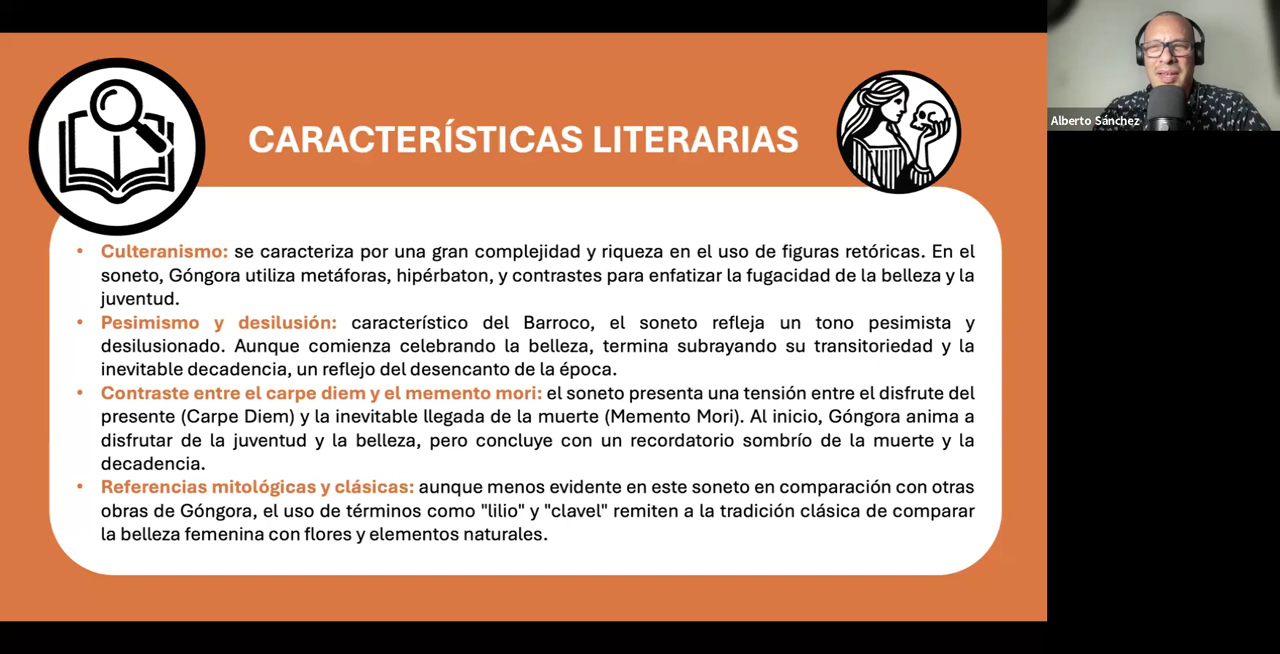 CARACTERÍSTICAS LITERARIAS
Alberto Sánchez
• Culteranismo: se caracteriza por una gran complejidad y riqueza en el uso de figuras retóricas. En el
soneto, Góngora utiliza metáforas, hipérbaton, y contrastes para enfatizar la fugacidad de la belleza y la
juventud.
• Pesimismo y desilusión: característico del Barroco, el soneto refleja un tono pesimista y
desilusionado. Aunque comienza celebrando la belleza, termina subrayando su transitoriedad y la
inevitable decadencia, un reflejo del desencanto de la época.
• Contraste entre el carpe diem y el memento mori: el soneto presenta una tensión entre el disfrute del
presente (Carpe Diem) y la inevitable llegada de la muerte (Memento Mori). Al inicio, Góngora anima a
disfrutar de la juventud y la belleza, pero concluye con un recordatorio sombrío de la muerte y la
decadencia.
• Referencias mitológicas y clásicas: aunque menos evidente en este soneto en comparación con otras
obras de Góngora, el uso de términos como "lilio" y "clavel" remiten a la tradición clásica de comparar
la belleza femenina con flores y elementos naturales.